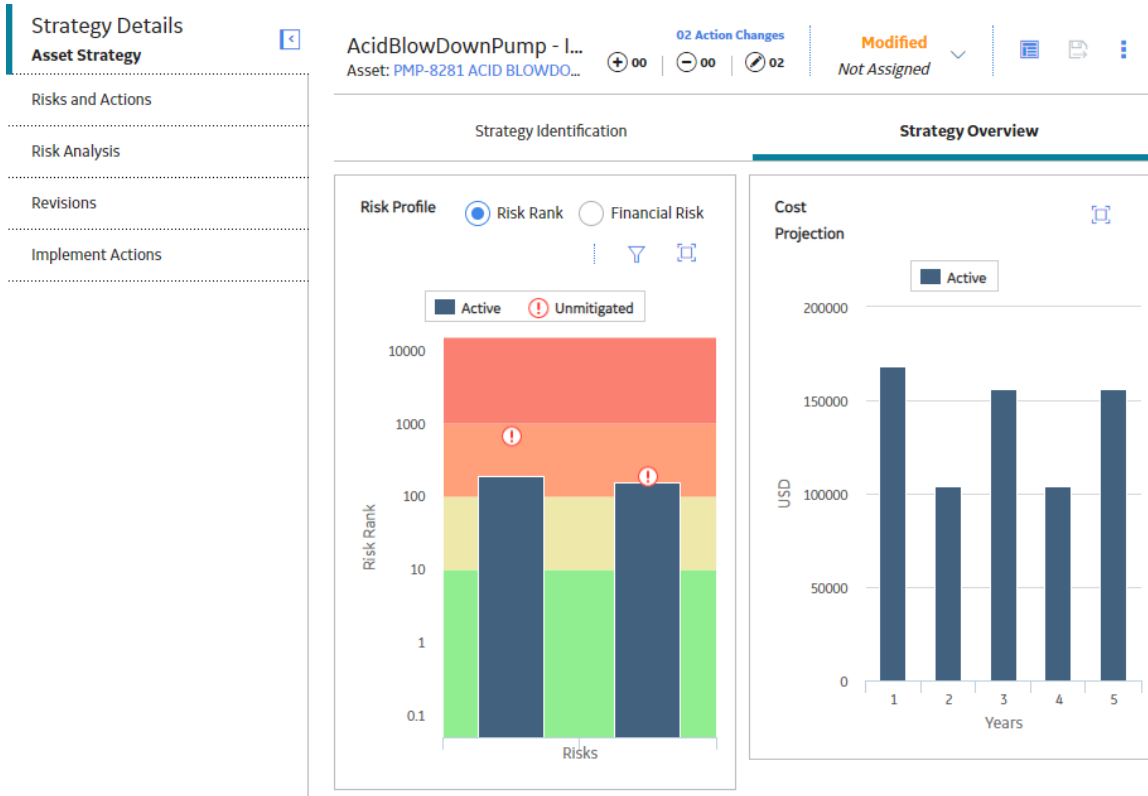 Strategy Details
Asset Strategy
Risks and Actions
Risk Analysis
Revisions
Implement Actions
AcidBlowDownPump - I...
Asset: PMP-8281 ACID BLOWDO...
02 Action Changes
00
00
02
Modified
Not Assigned
Strategy Identification
Strategy Overview
Risk Profile
Risk Rank
Financial Risk
Active
Unmitigated
10000
1000
100
10
1
0.1
Risk Rank
Risks
Cost
Projection
Active
200000
150000
100000
50000
0
USD
1 2 3 4 5
Years